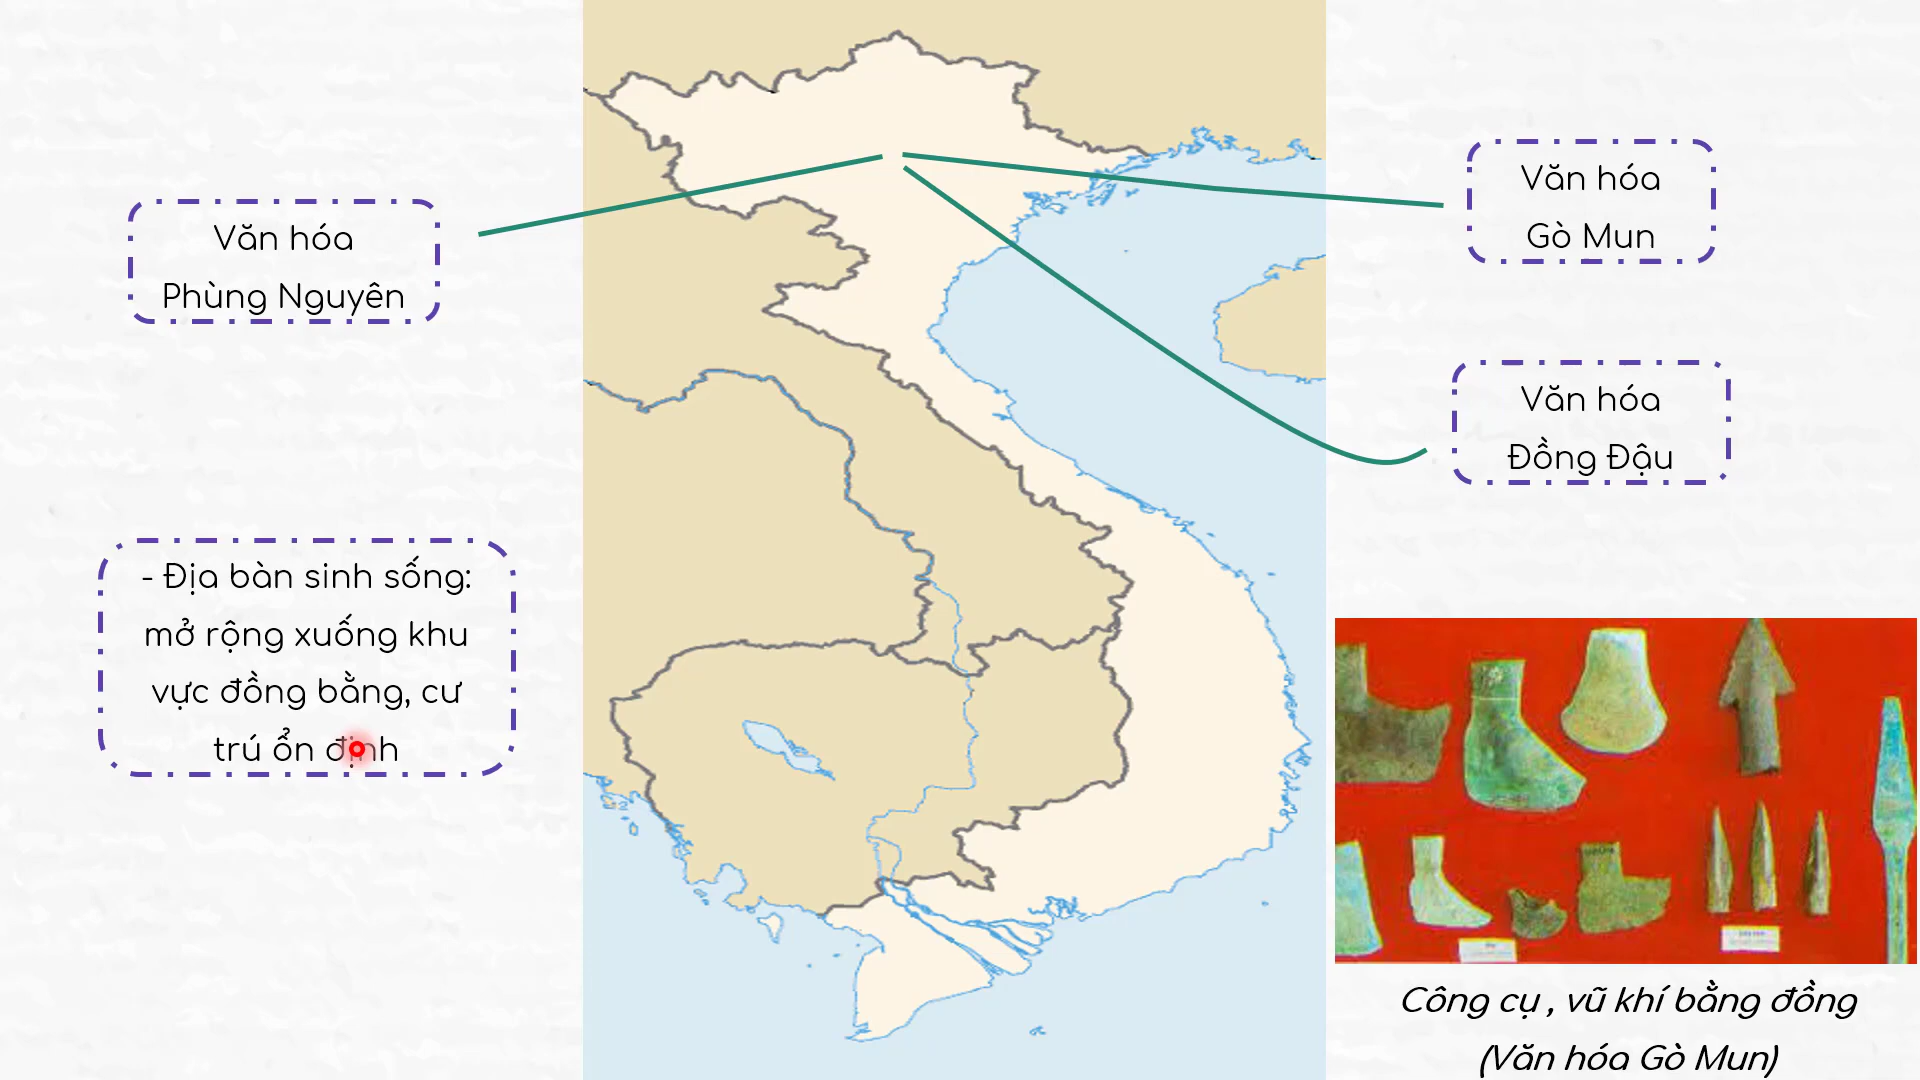 Văn hóa
Phùng Nguyên
- Địa bàn sinh sống:
mở rộng xuống khu
vực đồng bằng, cư
trú ổn định
Văn hóa
Gò Mun
Văn hóa
Đồng Đậu
Công cụ , vũ khí bằng đồng
(Văn hóa Gò Mun)